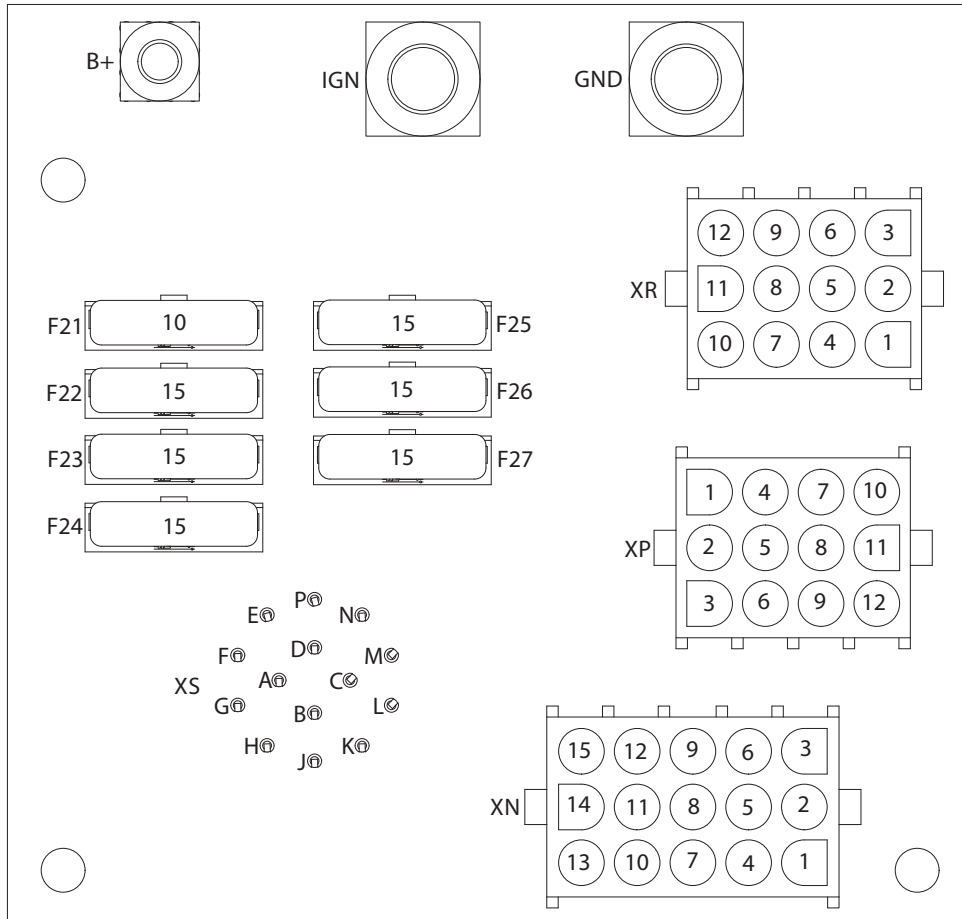 B+
IGN
GND
XR
12 9 6 3
11 8 5 2
10 7 4 1
F21 10
15 F25
F22 15
15 F26
F23 15
15 F27
F24 15
XP
1 4 7 10
2 5 8 11
3 6 9 12
XS
P
E N
D
F M
A C
G B L
H K
J
XN
15 12 9 6 3
14 11 8 5 2
13 10 7 4 1